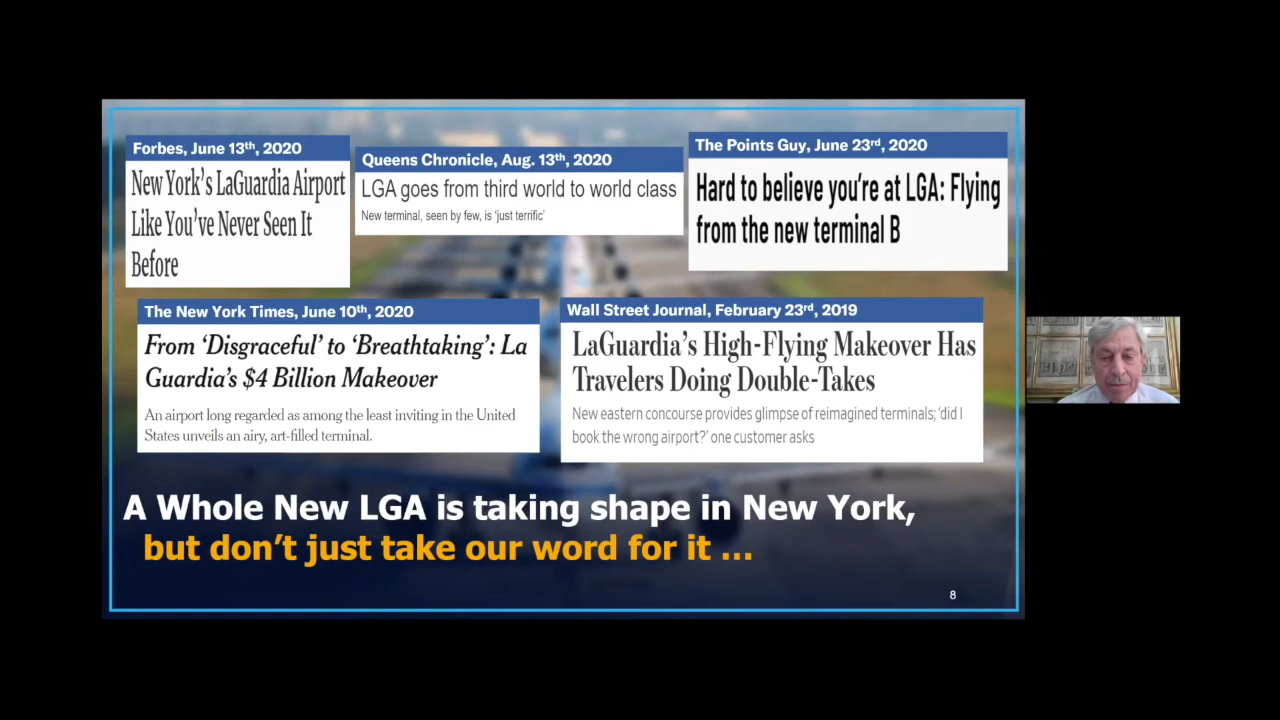 Forbes, June 13th, 2020
New York's LaGuardia Airport
Like You've Never Seen It
Before
Queens Chronicle, Aug. 13th, 2020
LGA goes from third world to world class
New terminal, seen by few, is 'just terrific'
The Points Guy, June 23rd, 2020
Hard to believe you're at LGA: Flying
from the new terminal B
The New York Times, June 10th, 2020
From 'Disgraceful' to 'Breathtaking': La
Guardia's $4 Billion Makeover
An airport long regarded as among the least inviting in the United
States unveils an airy, art-filled terminal.
Wall Street Journal, February 23rd, 2019
LaGuardia's High-Flying Makeover Has
Travelers Doing Double-Takes
New eastern concourse provides glimpse of reimagined terminals; 'did I
book the wrong airport?' one customer asks
A Whole New LGA is taking shape in New York,
but don't just take our word for it ...
8